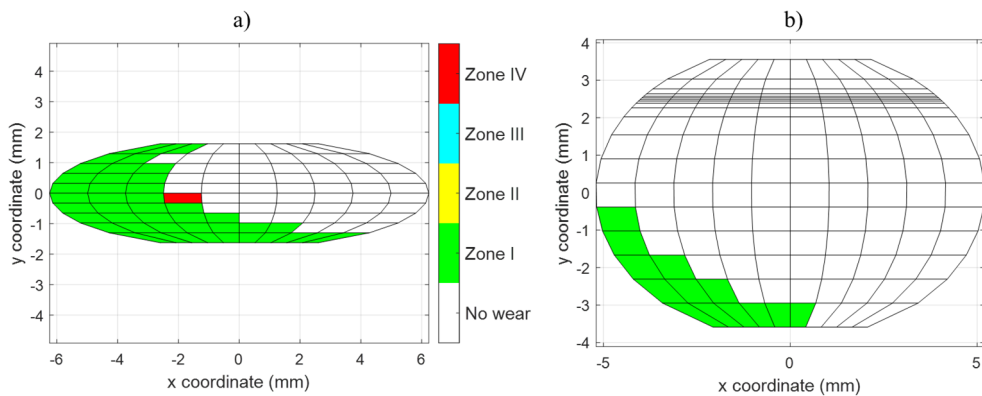 a)
y coordinate (mm)
4
3
2
1
0
-1
-2
-3
-4
-6 -4 -2 0 2 4 6
x coordinate (mm)
Zone IV
Zone III
Zone II
Zone I
No wear
b)
y coordinate (mm)
4
3
2
1
0
-1
-2
-3
-4
-5 0 5
x coordinate (mm)